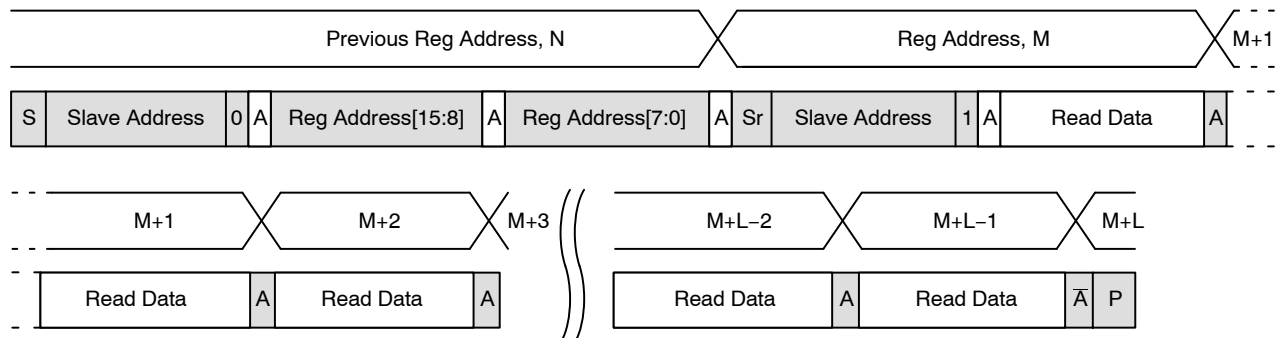 Previous Reg Address, N Reg Address, M M+1
S Slave Address 0 A Reg Address[15:8] A Reg Address[7:0] A Sr Slave Address 1 A Read Data A
M+1 M+2 M+3 M+L−2 M+L−1 M+L
Read Data A Read Data A Read Data A Read Data A̅ P